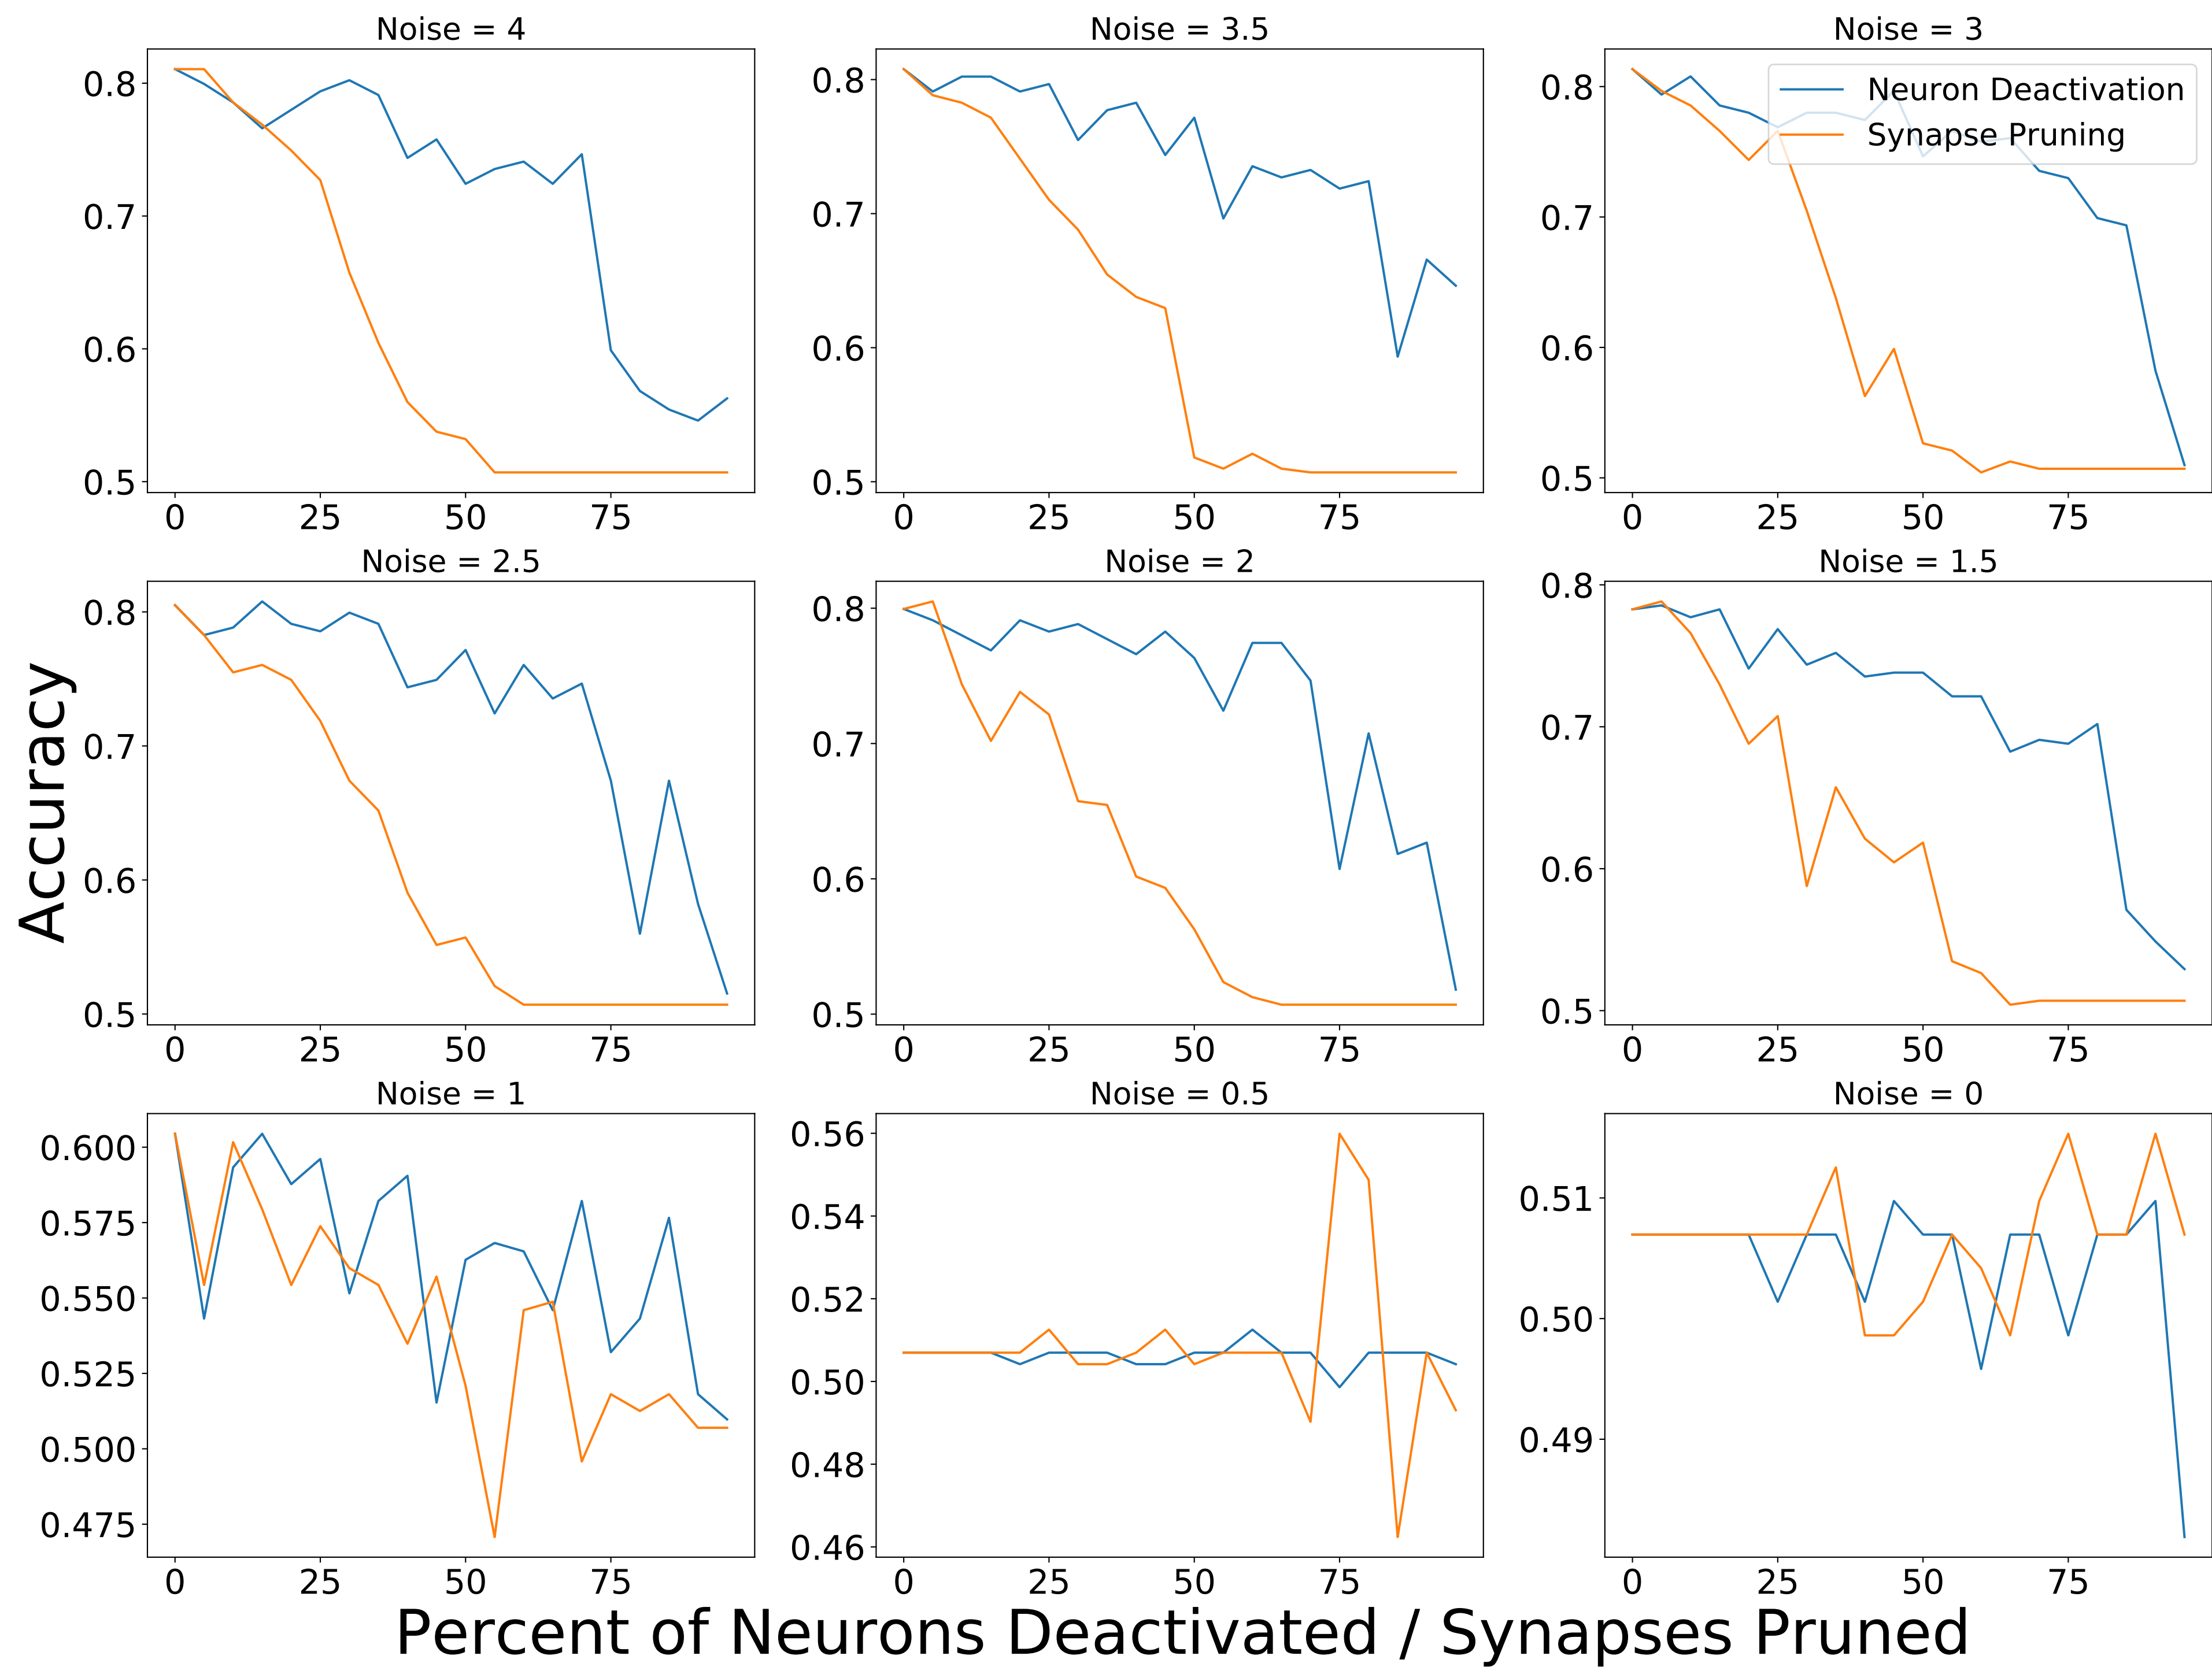 Noise = 4
Noise = 3.5
Noise = 3
0.8
0.7
0.6
0.5
0 25 50 75
0.8
0.7
0.6
0.5
0 25 50 75
0.8
0.7
0.6
0.5
0 25 50 75
Neuron Deactivation
Synapse Pruning
Noise = 2.5
Noise = 2
Noise = 1.5
0.8
0.7
0.6
0.5
0 25 50 75
0.8
0.7
0.6
0.5
0 25 50 75
0.8
0.7
0.6
0.5
0 25 50 75
Accuracy
Noise = 1
Noise = 0.5
Noise = 0
0.600
0.575
0.550
0.525
0.500
0.475
0 25 50 75
0.56
0.54
0.52
0.50
0.48
0.46
0 25 50 75
0.51
0.50
0.49
0 25 50 75
Percent of Neurons Deactivated / Synapses Pruned